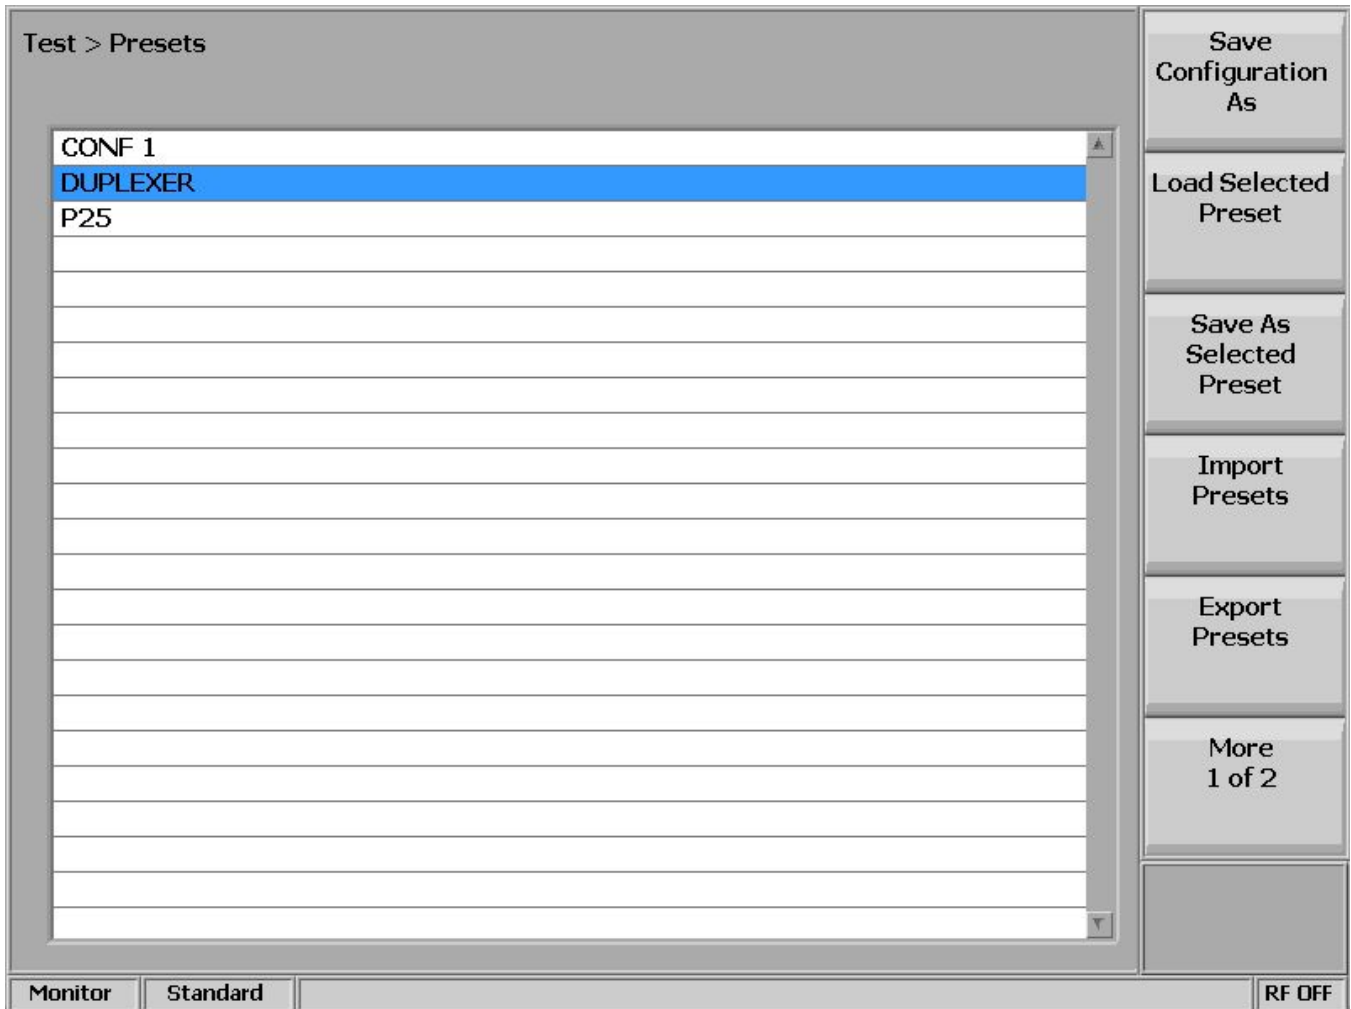 Test > Presets
CONF 1
DUPLEXER
P25
Save
Configuration
As
Load Selected
Preset
Save As
Selected
Preset
Import
Presets
Export
Presets
More
1 of 2
Monitor
Standard
RF OFF